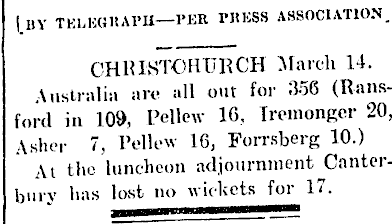 [BY TELEGRAPH—PER PRESS ASSOCIATION.
CHRISTOHURCH March 14.
Australia are all out for 356 (Rans-
ford in 109, Pellew 16, Iremonger 20,
Asher 7, Pellew 16, Forrsberg 10.)
At the luncheon adjournment Canter-
bury has lost no wickets for 17.